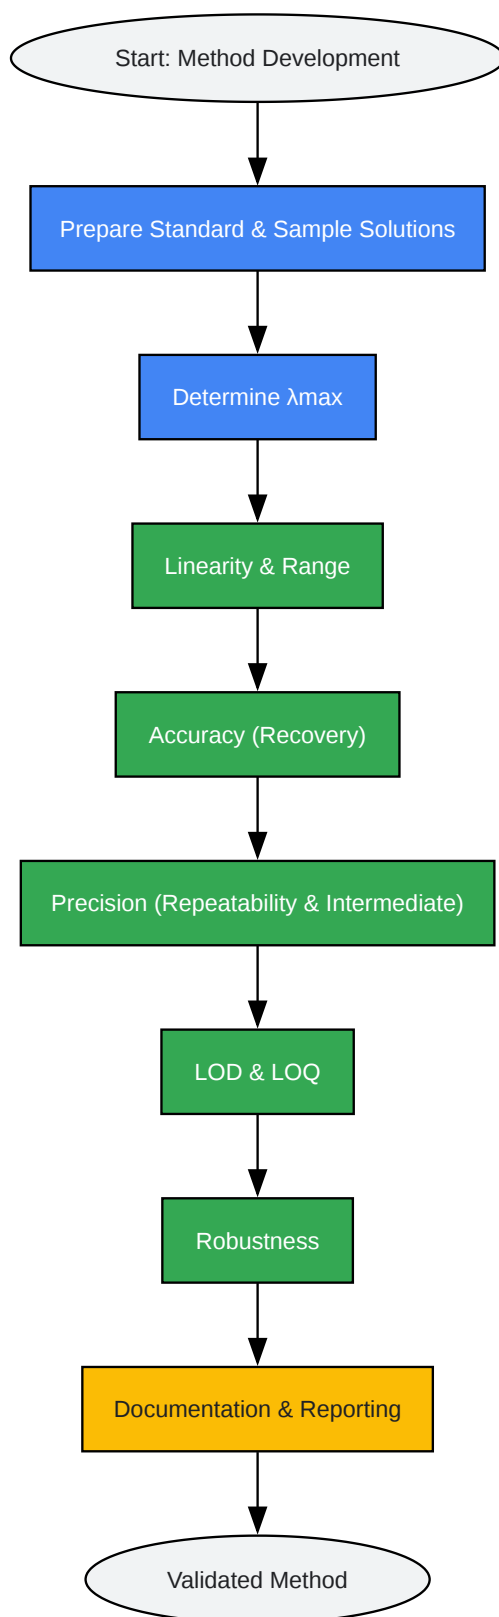 Start: Method Development
Prepare Standard & Sample Solutions
Determine λmax
Linearity & Range
Accuracy (Recovery)
Precision (Repeatability & Intermediate)
LOD & LOQ
Robustness
Documentation & Reporting
Validated Method